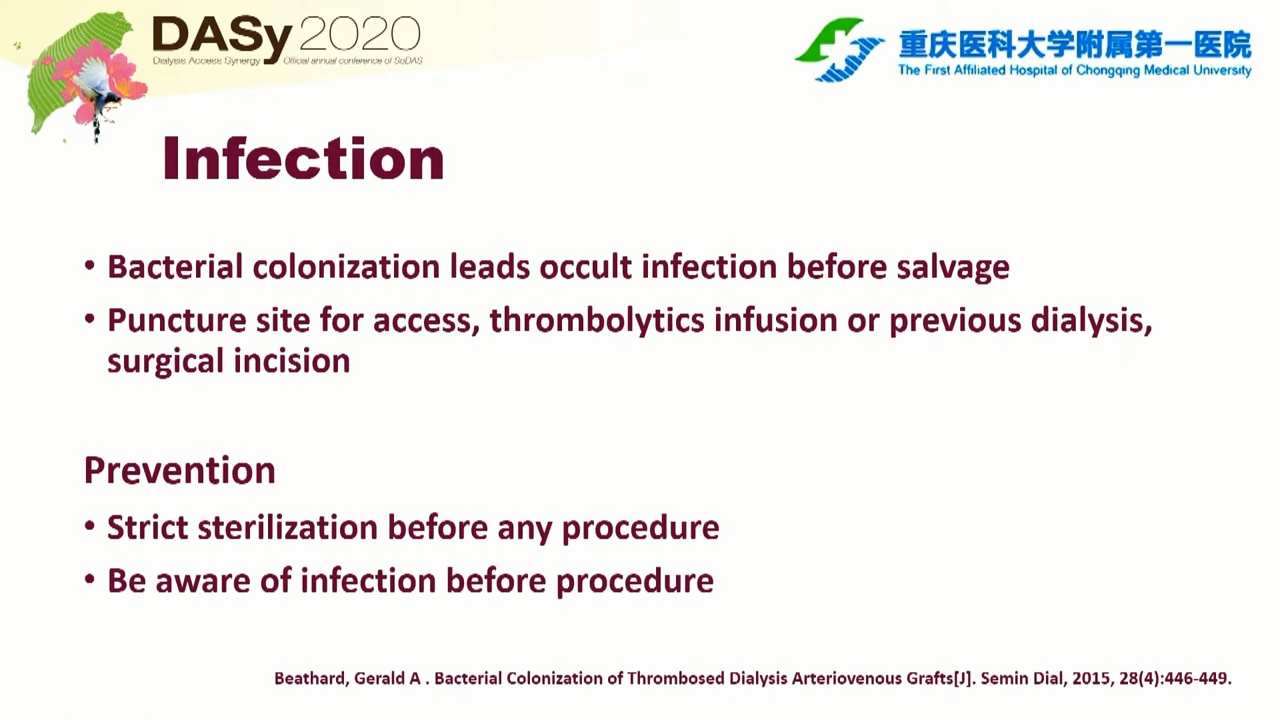 DASy 2020
Dialysis Access Synergy Official annual conference of SoDAS
重庆医科大学附属第一医院
The First Affiliated Hospital of Chongqing Medical University
Infection
• Bacterial colonization leads occult infection before salvage
• Puncture site for access, thrombolytics infusion or previous dialysis,
surgical incision
Prevention
• Strict sterilization before any procedure
• Be aware of infection before procedure
Beathard, Gerald A . Bacterial Colonization of Thrombosed Dialysis Arteriovenous Grafts[J]. Semin Dial, 2015, 28(4):446-449.